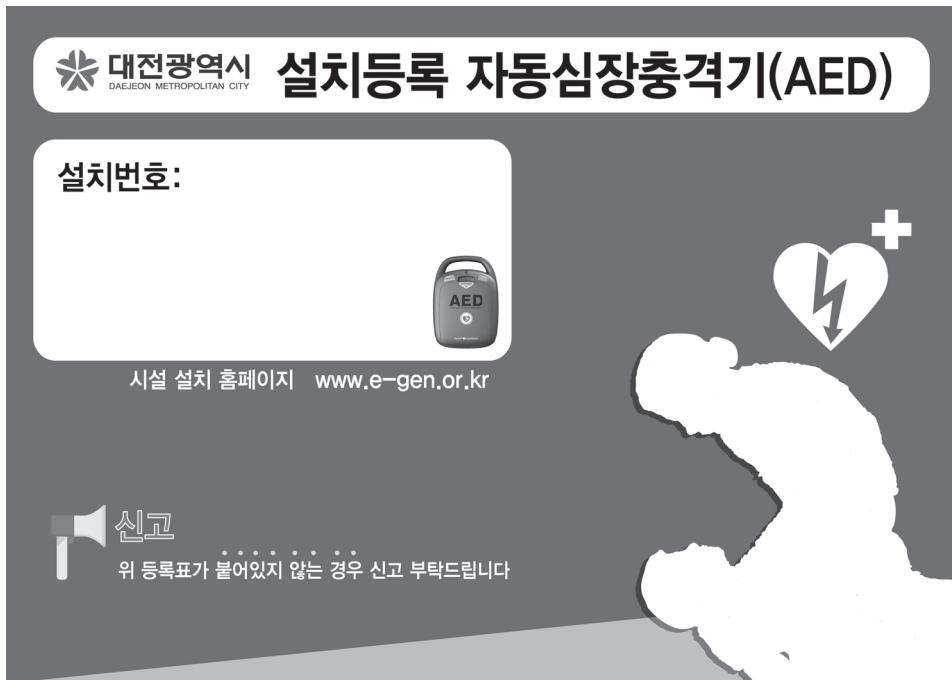 대전광역시
DAEJEON METROPOLITAN CITY
설치등록 자동심장충격기(AED)
설치번호:
AED
시설 설치 홈페이지 www.e-gen.or.kr
신고
위 등록표가 붙어있지 않는 경우 신고 부탁드립니다